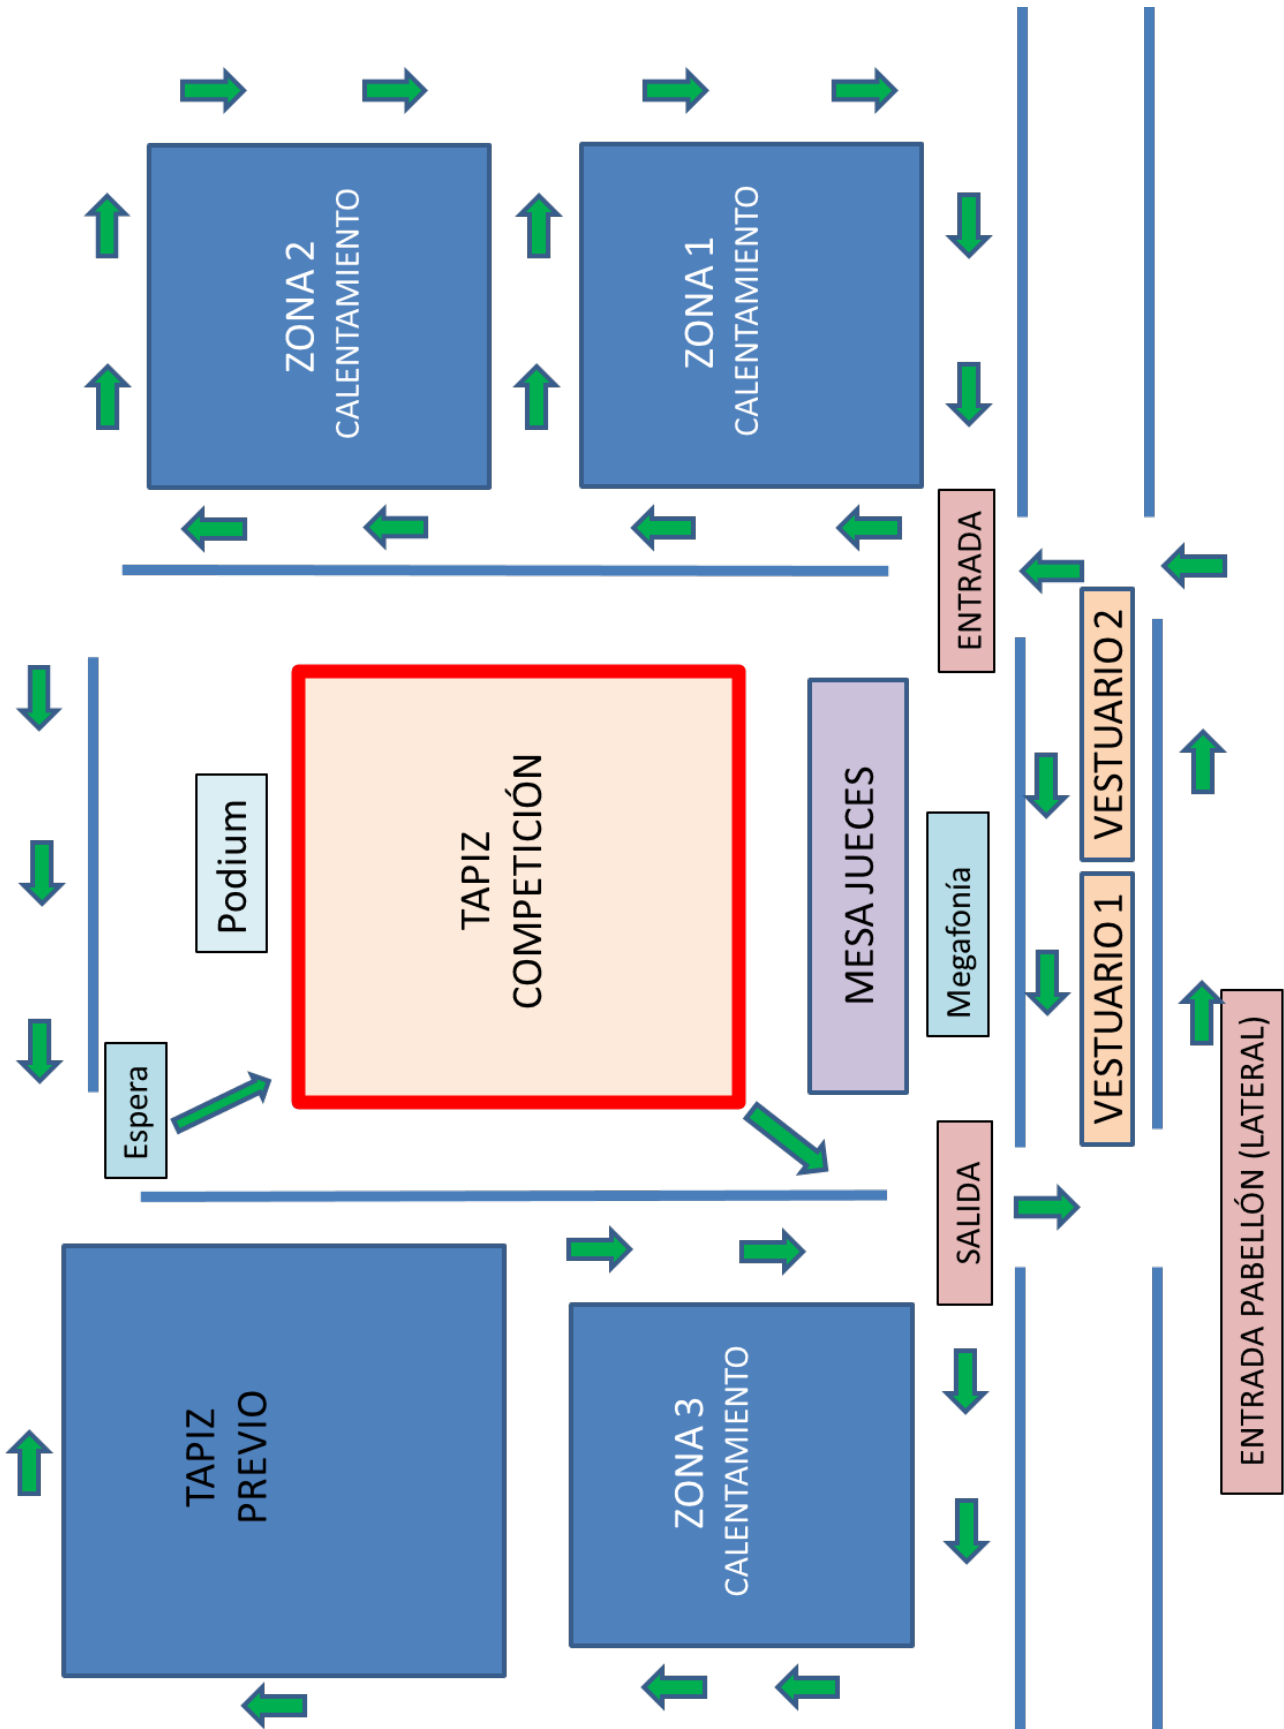 TAPIZ
PREVIO
Espera
Podium
ZONA 2
CALENTAMIENTO
TAPIZ
COMPETICIÓN
ZONA 3
CALENTAMIENTO
ZONA 1
CALENTAMIENTO
MESA JUECES
SALIDA
Megafonía
ENTRADA
VESTUARIO 1
VESTUARIO 2
ENTRADA PABELLÓN (LATERAL)